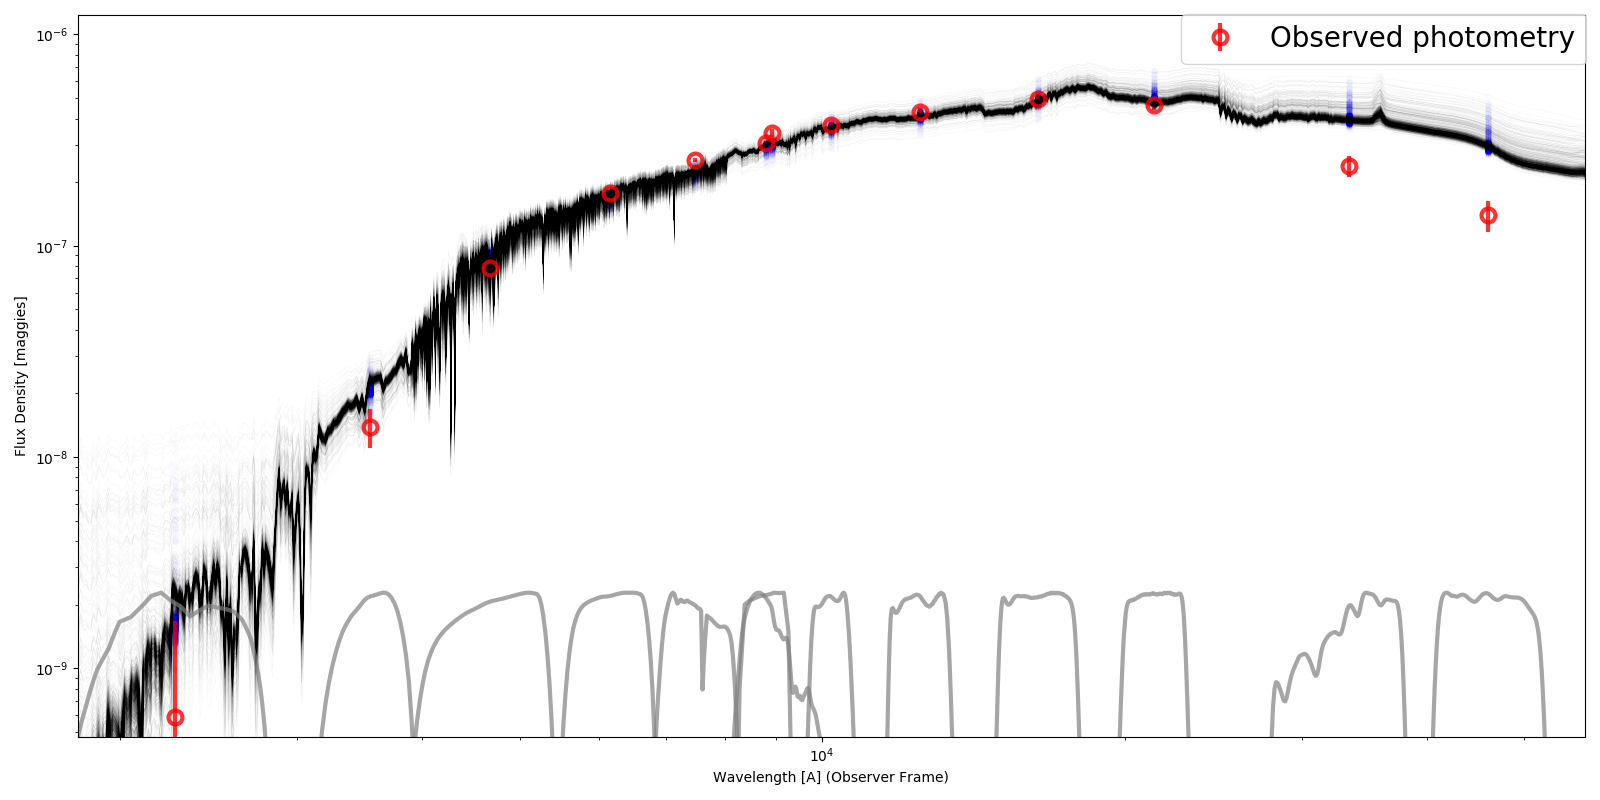 Observed photometry
10⁻⁶
10⁻⁷
10⁻⁸
10⁻⁹
Flux Density [maggies]
10⁴
Wavelength [A] (Observer Frame)